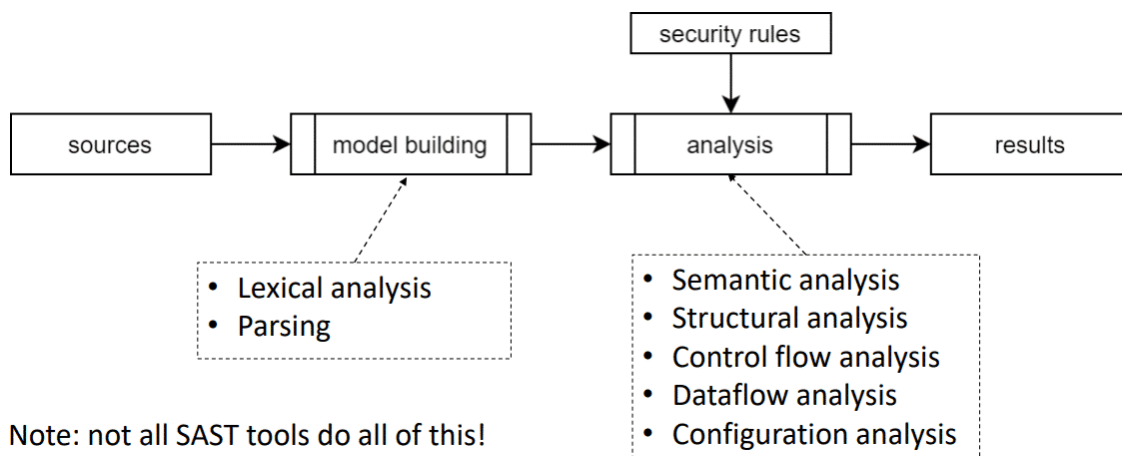 security rules
sources
model building
analysis
results
• Lexical analysis
• Parsing
• Semantic analysis
• Structural analysis
• Control flow analysis
• Dataflow analysis
• Configuration analysis
Note: not all SAST tools do all of this!